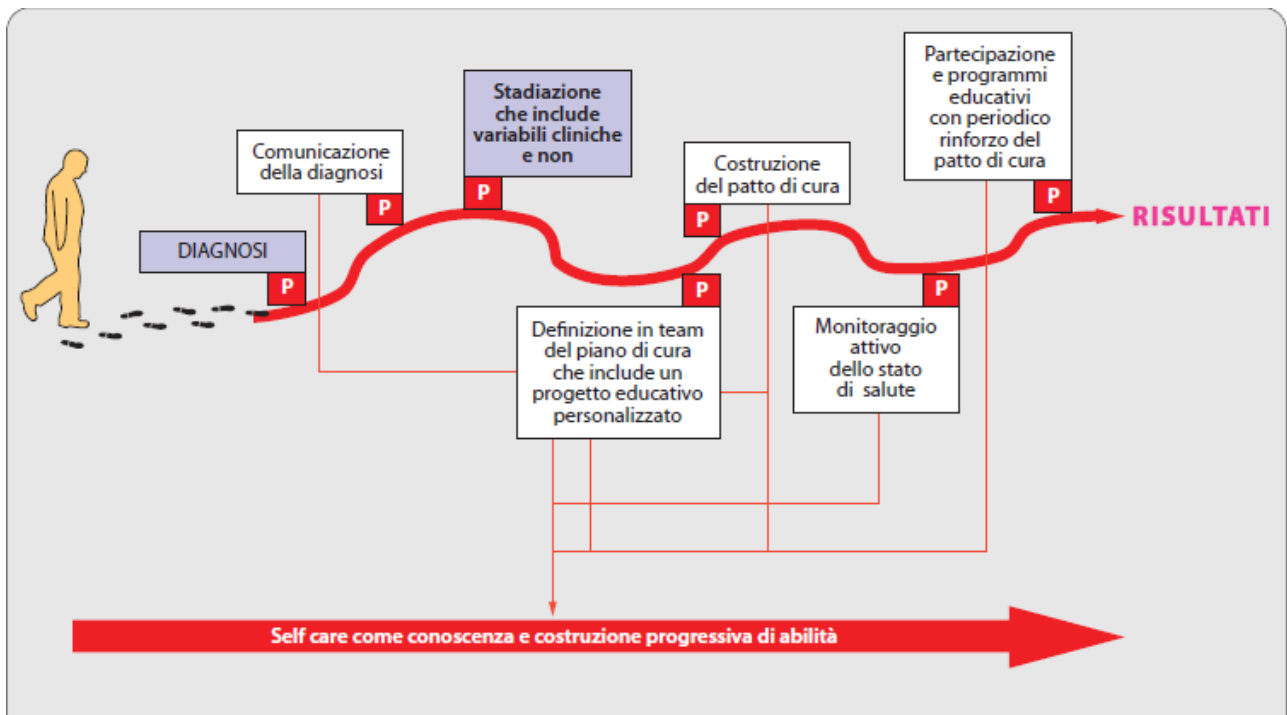 DIAGNOSI
P
Comunicazione
della diagnosi
P
Stadiazione
che include
variabili cliniche
e non
P
P
Definizione in team
del piano di cura
che include un
progetto educativo
personalizzato
Costruzione
del patto di cura
P
P
Monitoraggio
attivo
dello stato
di salute
Partecipazione
e programmi
educativi
con periodico
rinforzo del
patto di cura
P
RISULTATI
Self care come conoscenza e costruzione progressiva di abilità